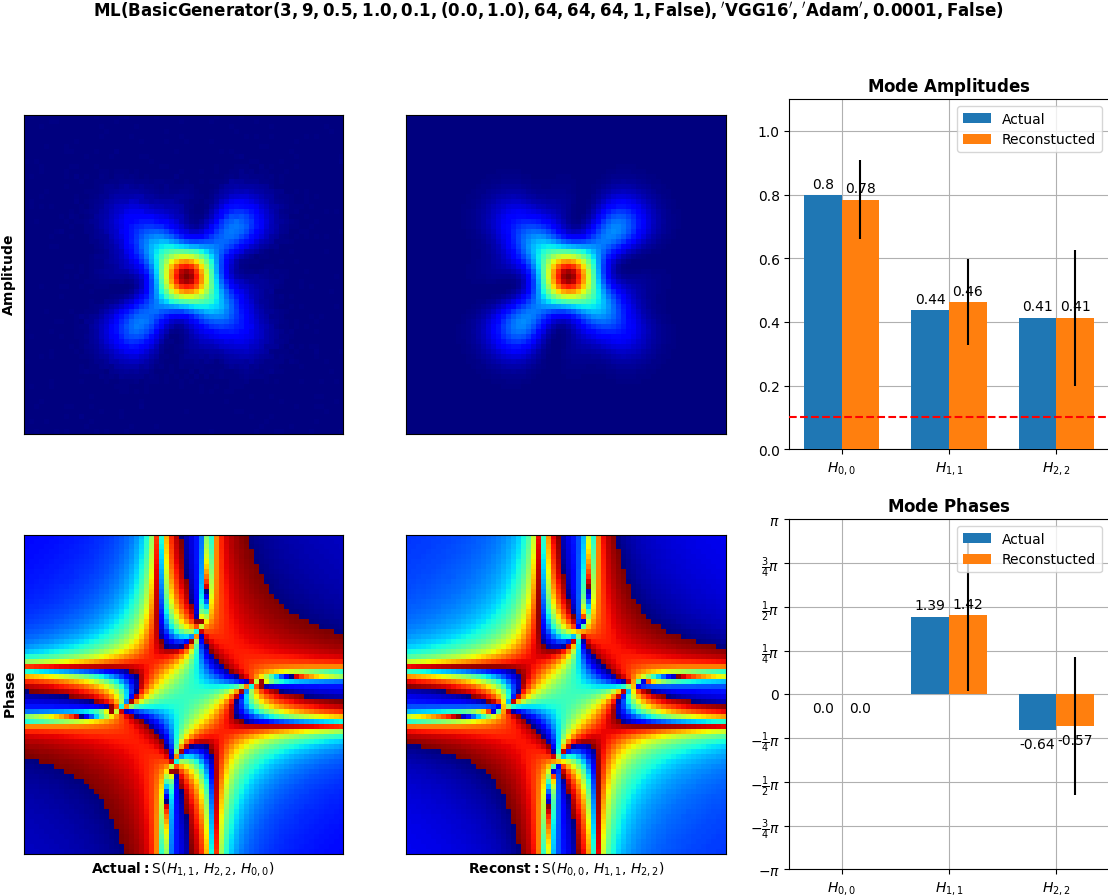 ML(BasicGenerator(3, 9, 0.5, 1.0, 0.1, (0.0, 1.0), 64, 64, 64, 1, False), ′VGG16′, ′Adam′, 0.0001, False)
Amplitude
Mode Amplitudes
Actual
Reconstucted
1.0
0.8
0.6
0.4
0.2
0.0
0.8
0.78
0.44
0.46
0.41
0.41
H0,0
H1,1
H2,2
Phase
Actual: S(H1,1, H2,2, H0,0)
Reconst: S(H0,0, H1,1, H2,2)
Mode Phases
Actual
Reconstucted
π
3/4π
1/2π
1/4π
0
−1/4π
−1/2π
−3/4π
−π
0.0
0.0
1.39
1.42
-0.64
-0.57
H0,0
H1,1
H2,2